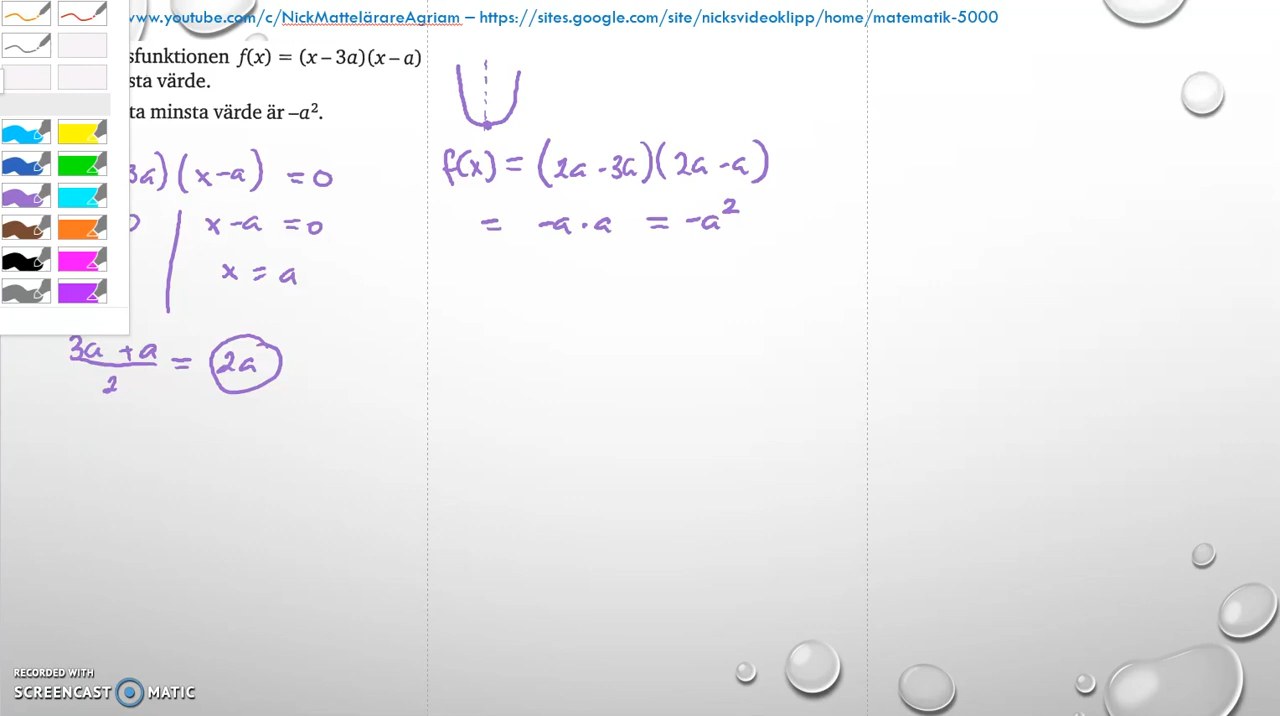 www.youtube.com/c/NickMattelärareAgriam – https://sites.google.com/site/nicksvideoklipp/home/matematik-5000
sfunktionen f(x) = (x – 3a)(x – a)
sta värde.
ta minsta värde är –a².
3a)(x-a) = 0
0 | x-a = 0
x = a
(3a + a)/2 = 2a
f(x) = (2a - 3a)(2a - a)
= -a · a = -a²
RECORDED WITH
SCREENCAST MATIC